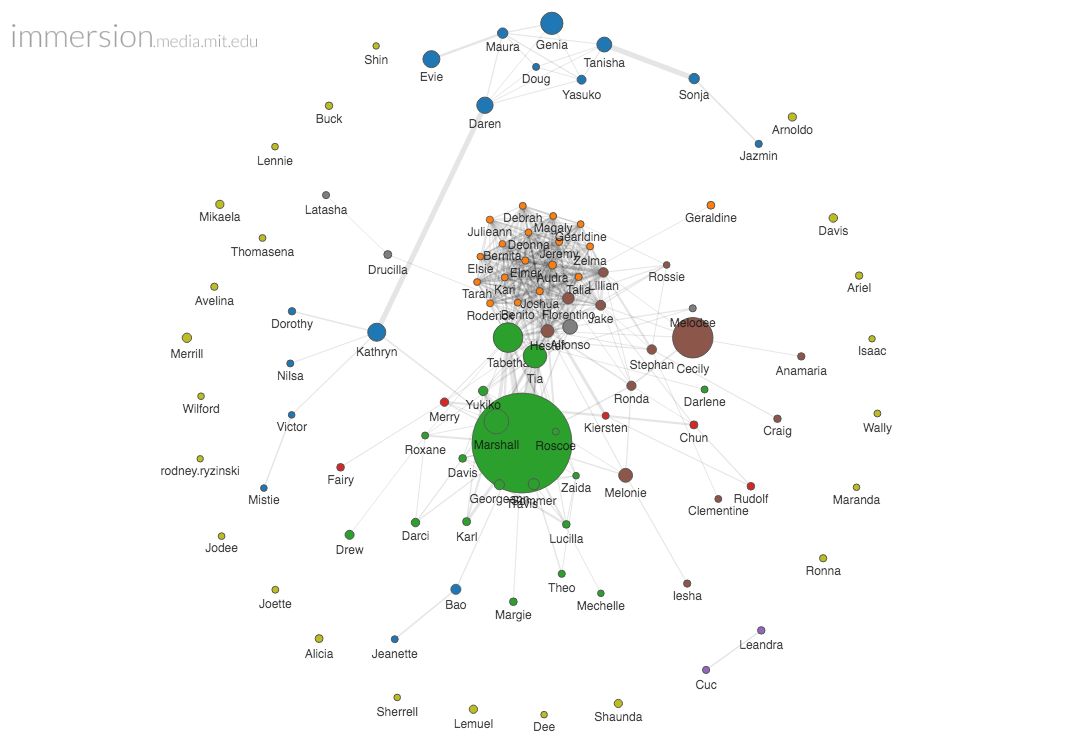 immersion.media.mit.edu
Shin
Maura
Genia
Tanisha
Evie
Doug
Yasuko
Sonja
Buck
Daren
Arnoldo
Lennie
Jazmin
Mikaela
Latasha
Debrah
Geraldine
Julieann
Magaly
Davis
Gearldine
Thomasena
Deonna
Bernita
Jeremy
Zelma
Drucilla
Elsie
Elmer
Audra
Rossie
Ariel
Avelina
Tarah
Kari
Talia
Lilian
Joshua
Roderick
Benito
Florentino
Jake
Dorothy
Melodee
Merrill
Kathryn
Hester
Alfonso
Isaac
Tabetha
Stephan
Cecily
Anamaria
Nilsa
Tia
Wilford
Yukiko
Ronda
Darlene
Merry
Victor
Kiersten
Craig
Wally
Roxane
Marshall
Roscoe
Chun
rodney.ryzinski
Fairy
Davis
Zaida
Melonie
Mistie
Rudolf
Maranda
Clementine
Travis
Jodee
Drew
Darci
Karl
Lucilla
Ronna
Joette
Bao
Theo
Mechelle
Iesha
Margie
Alicia
Jeanette
Leandra
Cuc
Sherrell
Lemuel
Dee
Shaunda